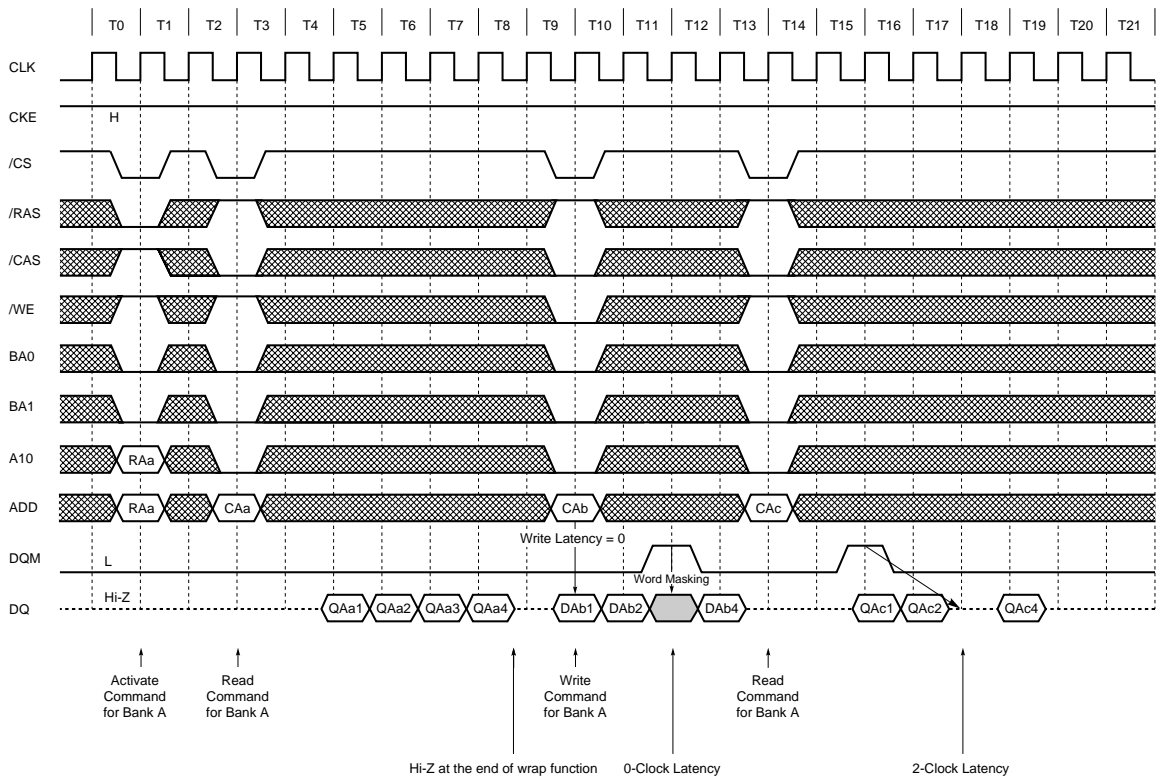 T0 T1 T2 T3 T4 T5 T6 T7 T8 T9 T10 T11 T12 T13 T14 T15 T16 T17 T18 T19 T20 T21
CLK
CKE H
/CS
/RAS
/CAS
/WE
BA0
BA1
A10 RAa
ADD RAa CAa CAb CAc
Write Latency = 0
DQM L
Word Masking
Hi-Z
DQ QAa1 QAa2 QAa3 QAa4 DAb1 DAb2 DAb4 QAc1 QAc2 QAc4
Activate
Command
for Bank A
Read
Command
for Bank A
Write
Command
for Bank A
Read
Command
for Bank A
Hi-Z at the end of wrap function
0-Clock Latency
2-Clock Latency